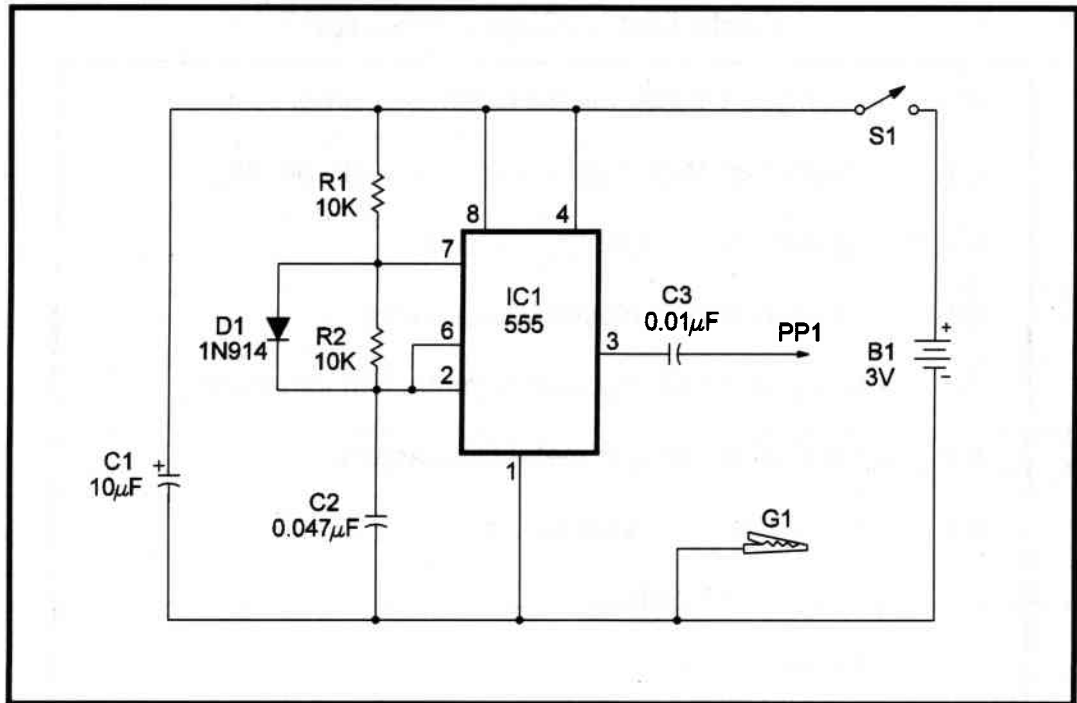 S1
R1
10K
8
4
7
IC1
555
C3
0.01µF
PP1
D1
1N914
R2
10K
6
3
2
B1
3V
+
−
C1
10µF
+
1
C2
0.047µF
G1